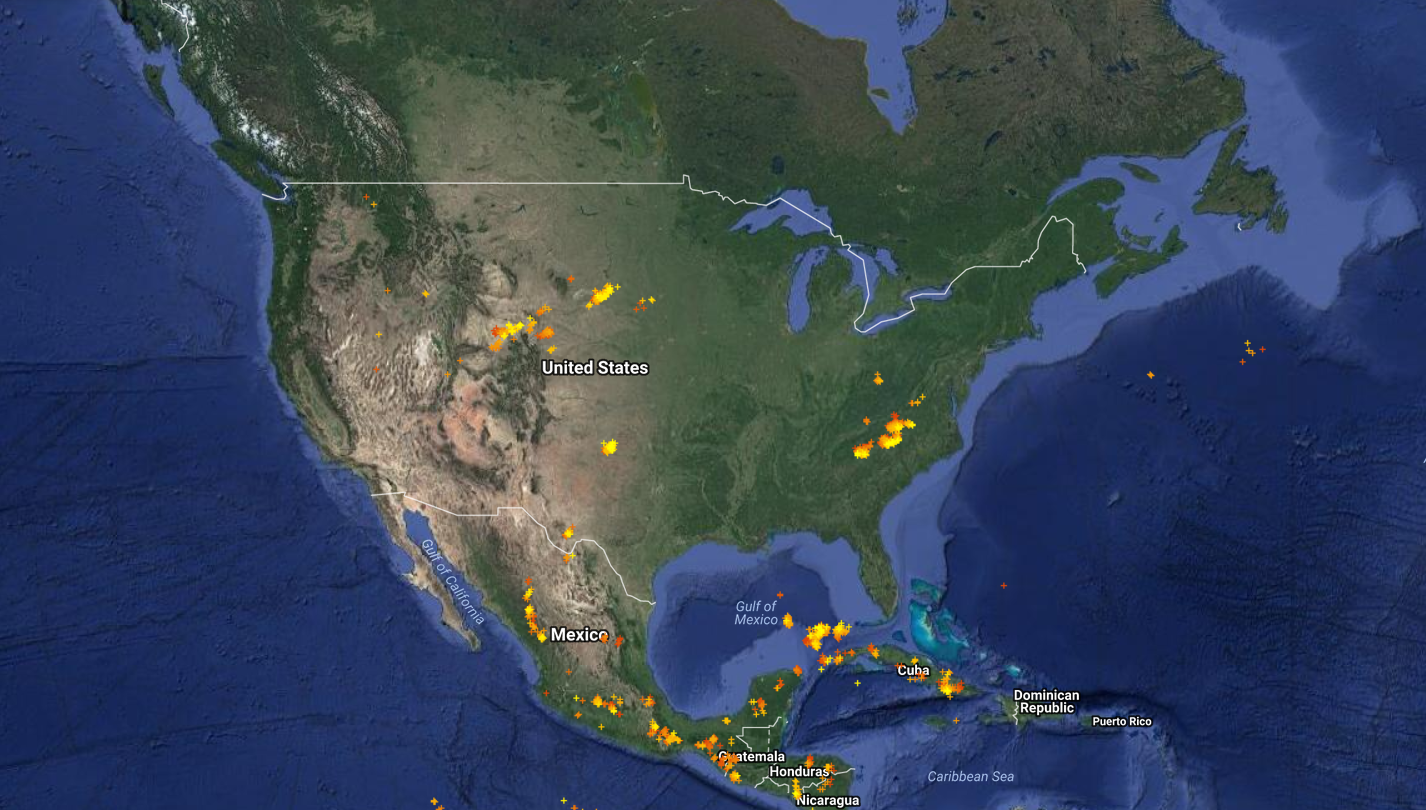 United States
Gulf of California
Gulf of
Mexico
Mexico
Cuba
Dominican
Republic
Puerto Rico
Guatemala
Honduras
Caribbean Sea
Nicaragua